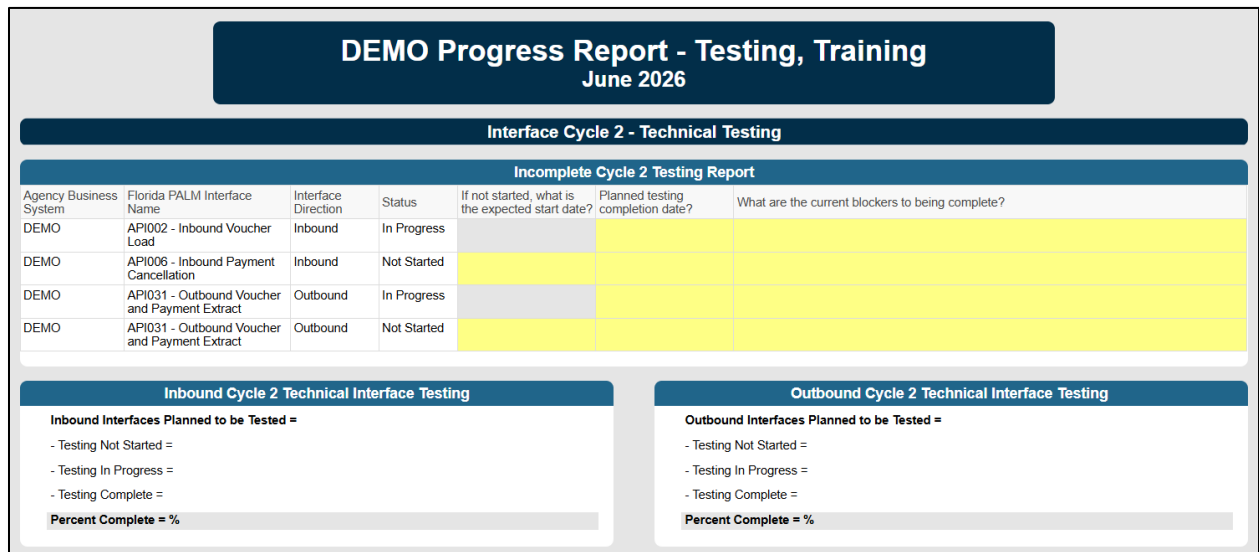 DEMO Progress Report - Testing, Training
June 2026
Interface Cycle 2 - Technical Testing
Incomplete Cycle 2 Testing Report
Agency Business System
Florida PALM Interface Name
Interface Direction
Status
If not started, what is the expected start date?
Planned testing completion date?
What are the current blockers to being complete?
DEMO API002 - Inbound Voucher Load Inbound In Progress
DEMO API006 - Inbound Payment Cancellation Inbound Not Started
DEMO API031 - Outbound Voucher and Payment Extract Outbound In Progress
DEMO API031 - Outbound Voucher and Payment Extract Outbound Not Started
Inbound Cycle 2 Technical Interface Testing
Inbound Interfaces Planned to be Tested =
- Testing Not Started =
- Testing In Progress =
- Testing Complete =
Percent Complete = %
Outbound Cycle 2 Technical Interface Testing
Outbound Interfaces Planned to be Tested =
- Testing Not Started =
- Testing In Progress =
- Testing Complete =
Percent Complete = %